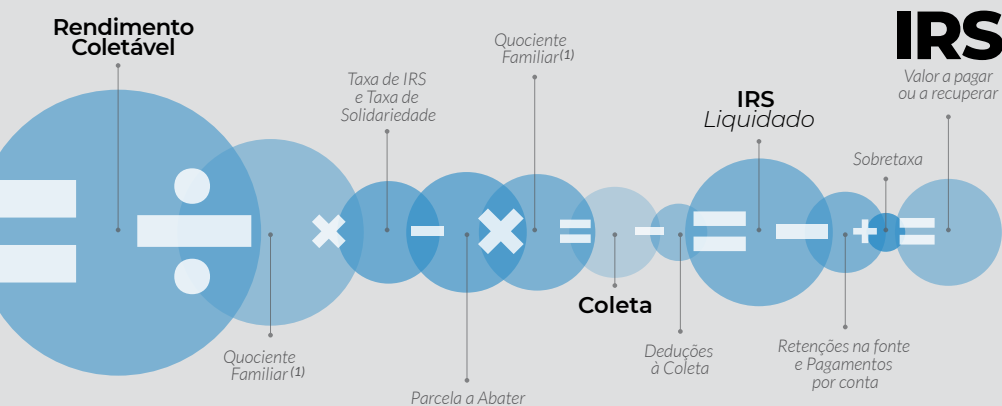 Rendimento
Coletável
=
÷
Quociente
Familiar (1)
×
Taxa de IRS
e Taxa de
Solidariedade
-
Parcela a Abater
×
Quociente
Familiar (1)
=
Coleta
-
Deduções
à Coleta
=
IRS
Liquidado
-
Retenções na fonte
e Pagamentos
por conta
+
Sobretaxa
=
IRS
Valor a pagar
ou a recuperar